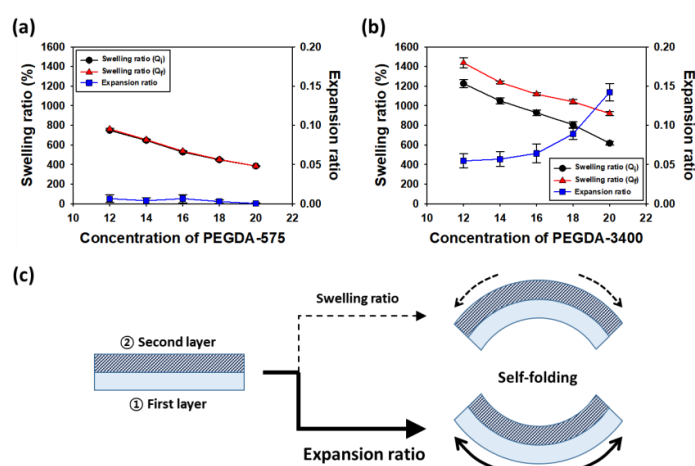 (a)
1600
1400
1200
1000
800
600
400
200
0
Swelling ratio (%)
Swelling ratio (Qi)
Swelling ratio (Qf)
Expansion ratio
0.20
0.15
0.10
0.05
0.00
Expansion ratio
10 12 14 16 18 20 22
Concentration of PEGDA-575
(b)
1600
1400
1200
1000
800
600
400
200
0
Swelling ratio (%)
Swelling ratio (Qi)
Swelling ratio (Qf)
Expansion ratio
0.20
0.15
0.10
0.05
0.00
Expansion ratio
10 12 14 16 18 20 22
Concentration of PEGDA-3400
(c)
② Second layer
① First layer
Swelling ratio
Expansion ratio
Self-folding